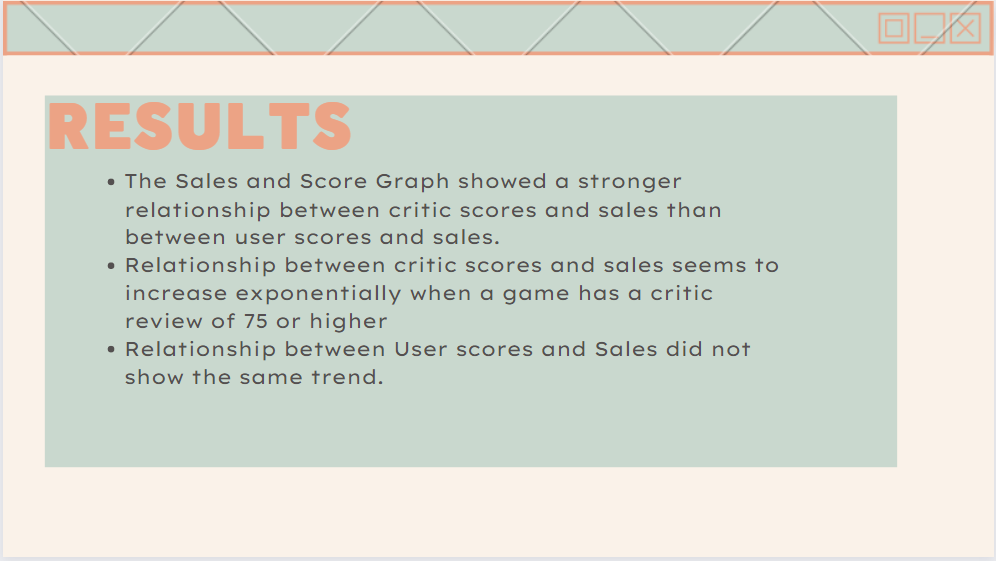 RESULTS
• The Sales and Score Graph showed a stronger
relationship between critic scores and sales than
between user scores and sales.
• Relationship between critic scores and sales seems to
increase exponentially when a game has a critic
review of 75 or higher
• Relationship between User scores and Sales did not
show the same trend.